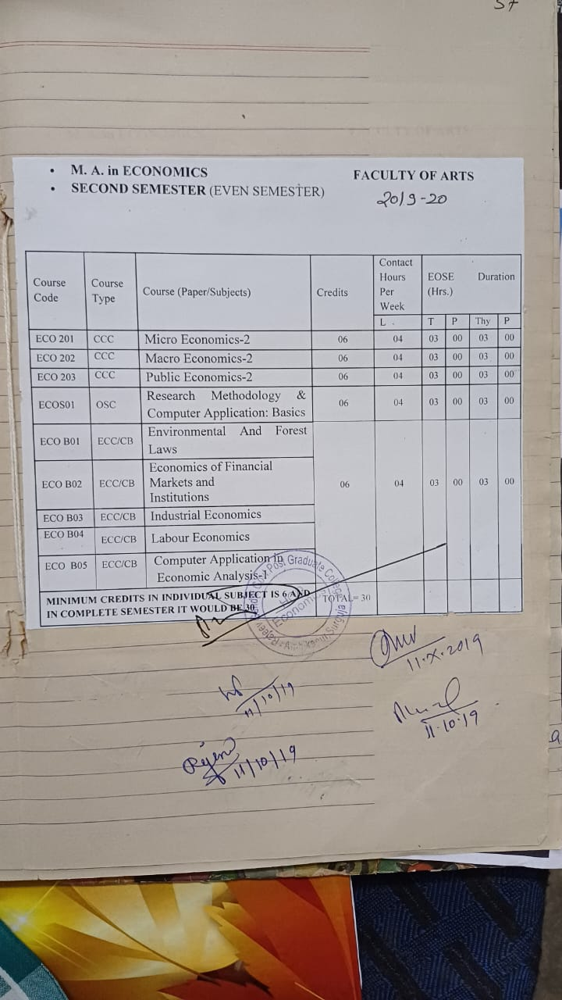 57
• M. A. in ECONOMICS
FACULTY OF ARTS
• SECOND SEMESTER (EVEN SEMESTER)
2019-20
Course Code Course Type Course (Paper/Subjects) Credits Contact Hours Per Week EOSE Duration (Hrs.)
L . T P Thy P
ECO 201 CCC Micro Economics-2 06 04 03 00 03 00
ECO 202 CCC Macro Economics-2 06 04 03 00 03 00
ECO 203 CCC Public Economics-2 06 04 03 00 03 00
ECOS01 OSC Research Methodology & Computer Application: Basics 06 04 03 00 03 00
ECO B01 ECC/CB Environmental And Forest Laws
ECO B02 ECC/CB Economics of Financial Markets and Institutions 06 04 03 00 03 00
ECO B03 ECC/CB Industrial Economics
ECO B04 ECC/CB Labour Economics
ECO B05 ECC/CB Computer Application in Economic Analysis-1
MINIMUM CREDITS IN INDIVIDUAL SUBJECT IS 6 AND
IN COMPLETE SEMESTER IT WOULD BE 30
TOTAL= 30
Post Graduate College
Economics
11.X.2019
11/10/19
11.10.19
11/10/19